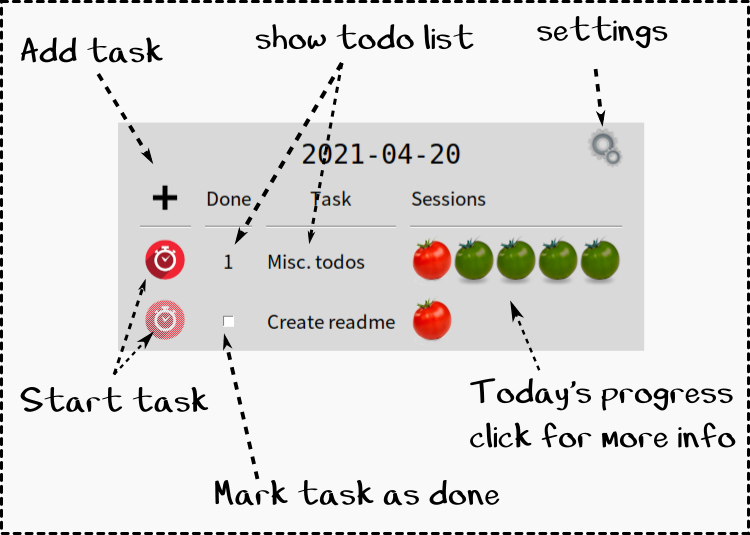 Add task
show todo list
settings
2021-04-20
+ Done Task Sessions
1 Misc. todos
Create readme
Start task
Today's progress
click for more info
Mark task as done